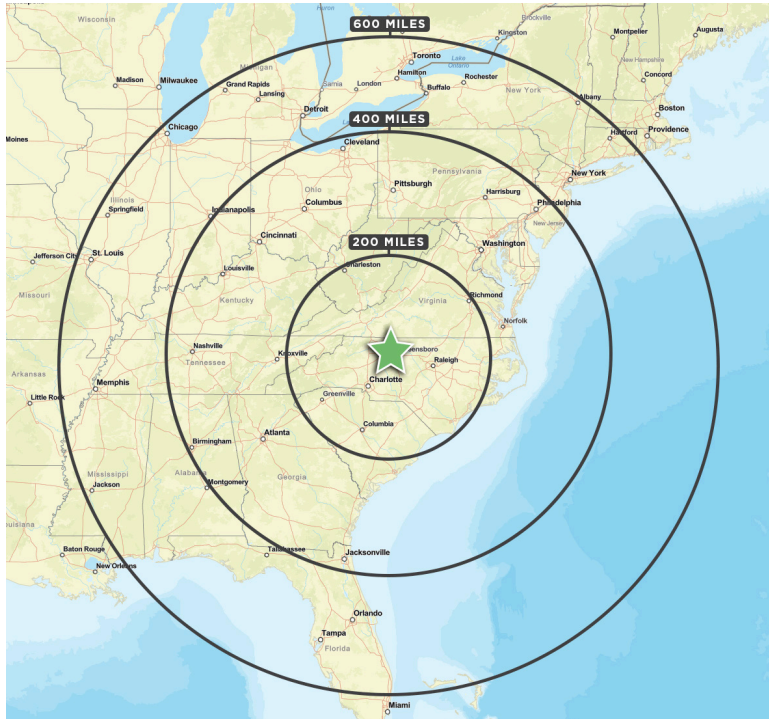 600 MILES
Huron
Brockville
Wisconsin
Kingston
Montpelier
Augusta
Michigan
Toronto
Lake
Ontario
New Hampshire
Madison
Milwaukee
Grand Rapids
Sarnia
London
Hamilton
Rochester
Concord
Lansing
Buffalo
New York
Albany
Detroit
Boston
400 MILES
Chicago
Hartford
Providence
Moines
Cleveland
Pennsylvania
New York
Illinois
Ohio
Pittsburgh
Harrisburg
Springfield
Indianapolis
Columbus
Philadelphia
New Jersey
Cincinnati
200 MILES
Washington
Jefferson City
St. Louis
Charleston
Louisville
Missouri
Kentucky
Virginia
Richmond
Norfolk
Nashville
Knoxville
eensboro
Tennessee
Raleigh
Arkansas
Memphis
Charlotte
Little Rock
Greenville
Columbia
Atlanta
Birmingham
Mississippi
Alabama
Georgia
Jackson
Montgomery
ouisiana
Baton Rouge
Tallahassee
Jacksonville
New Orleans
Orlando
Tampa
Florida
Miami